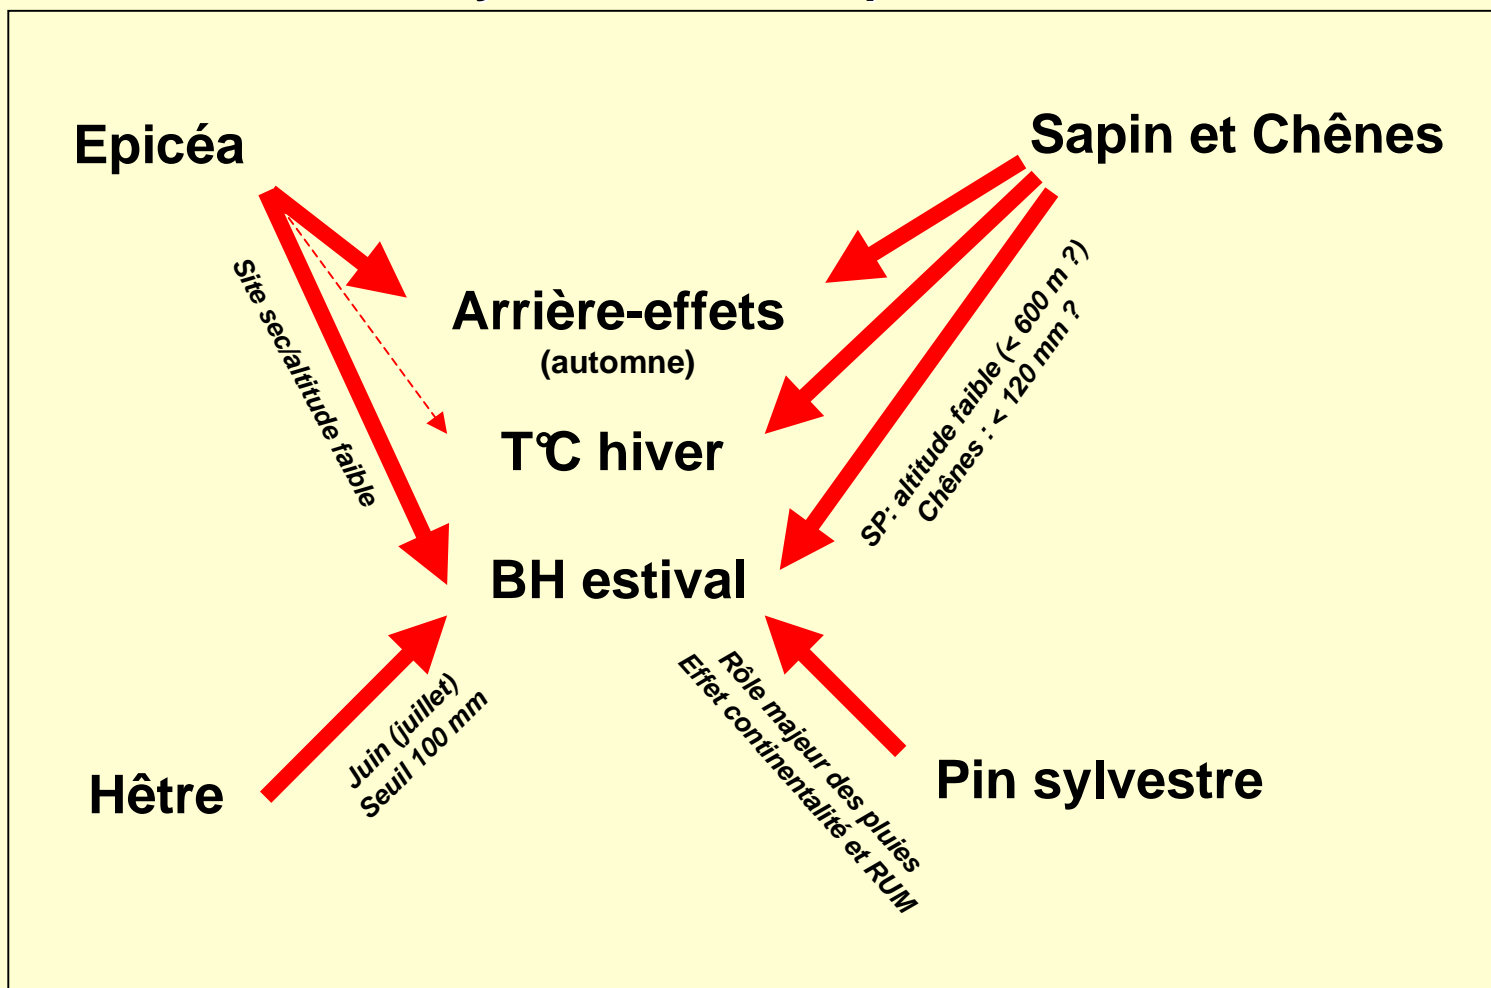 Epicéa
Sapin et Chênes
Site sec/altitude faible
Arrière-effets
(automne)
SP: altitude faible (< 600 m ?)
Chênes : < 120 mm ?
T°C hiver
BH estival
Juin (juillet)
Seuil 100 mm
Rôle majeur des pluies
Effet continentalité et RUM
Hêtre
Pin sylvestre